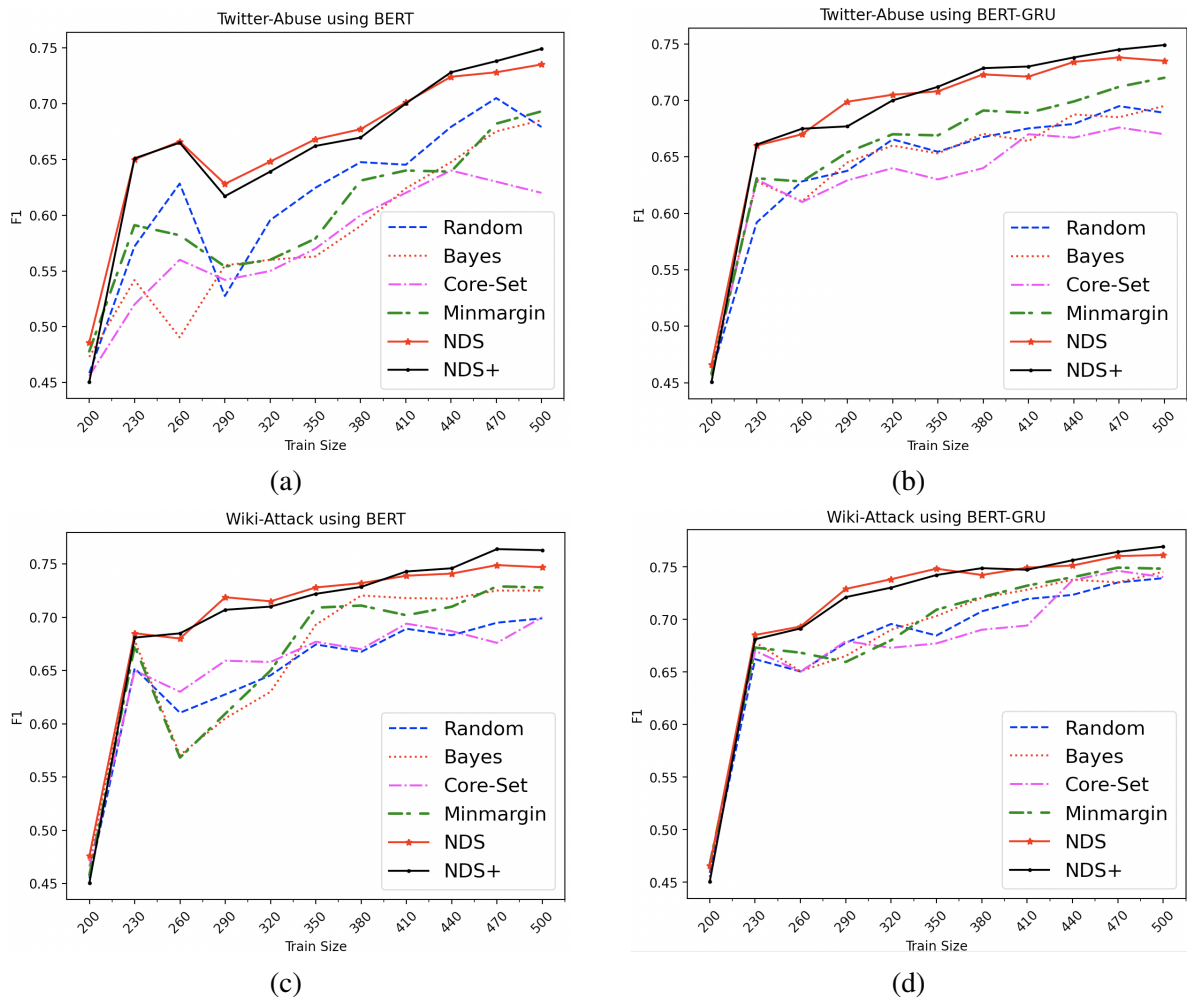 Twitter-Abuse using BERT
0.75
0.70
0.65
0.60
0.55
0.50
0.45
F1
200 230 260 290 320 350 380 410 440 470 500
Train Size
Random
Bayes
Core-Set
Minmargin
NDS
NDS+
(a)
Twitter-Abuse using BERT-GRU
0.75
0.70
0.65
0.60
0.55
0.50
0.45
F1
200 230 260 290 320 350 380 410 440 470 500
Train Size
Random
Bayes
Core-Set
Minmargin
NDS
NDS+
(b)
Wiki-Attack using BERT
0.75
0.70
0.65
0.60
0.55
0.50
0.45
F1
200 230 260 290 320 350 380 410 440 470 500
Train Size
Random
Bayes
Core-Set
Minmargin
NDS
NDS+
(c)
Wiki-Attack using BERT-GRU
0.75
0.70
0.65
0.60
0.55
0.50
0.45
F1
200 230 260 290 320 350 380 410 440 470 500
Train Size
Random
Bayes
Core-Set
Minmargin
NDS
NDS+
(d)